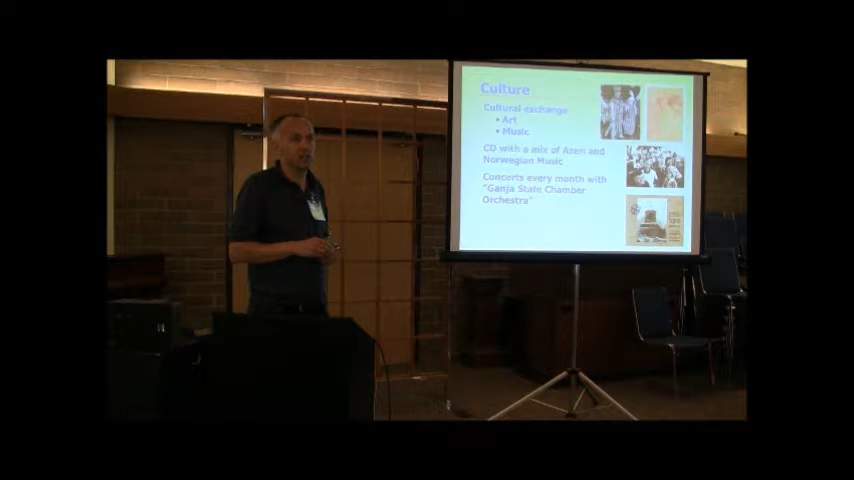 Culture
Cultural exchange
• Art
• Music
CD with a mix of Azeri and
Norwegian Music
Concerts every month with
"Ganja State Chamber
Orchestra"